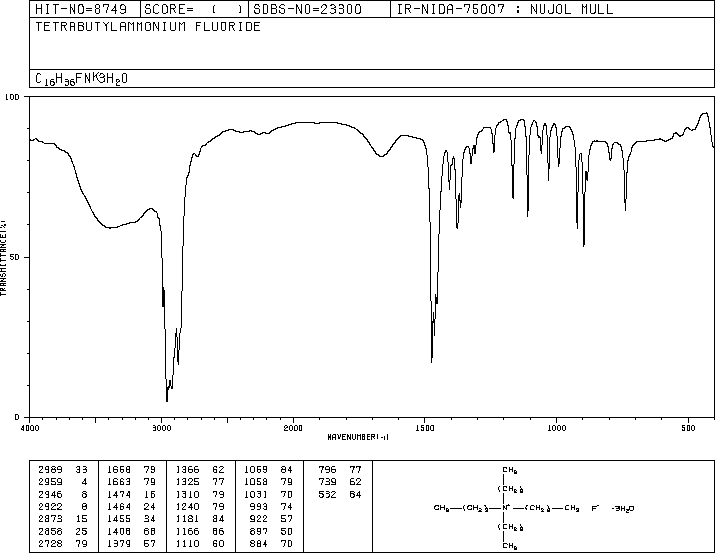 HIT-NO=8749 SCORE= ( ) SDBS-NO=23300 IR-NIDA-75007 : NUJOL MULL
TETRABUTYLAMMONIUM FLUORIDE
C16H36FN 3H2O
100
50
0
TRANSMITTANCE(%)
4000 3000 2000 1500 1000 500
WAVENUMBER(-1)
2989 33 1668 79 1366 62 1069 84 796 77
2959 4 1663 79 1325 77 1058 79 739 62
2946 8 1474 16 1310 79 1031 70 532 84
2922 8 1464 24 1240 79 993 74
2873 15 1455 34 1181 84 922 57
2856 25 1408 68 1166 66 897 50
2728 79 1379 57 1110 60 884 70
CH3
(CH2)3
CH3—(CH2)3—N+—(CH2)3—CH3 F- ·3H2O
(CH2)3
CH3